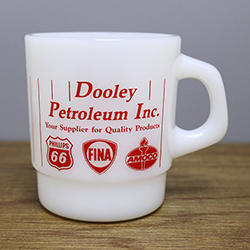 Dooley
Petroleum Inc.
Your Supplier for Quality Products
PHILLIPS
66
FINA
AMOCO